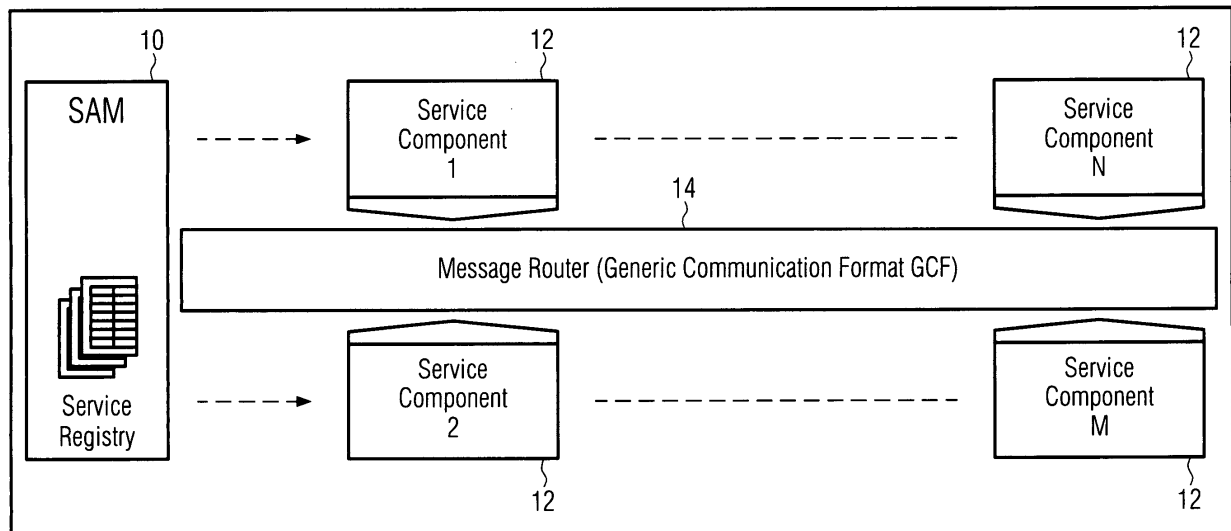 10
12
12
SAM
Service
Component
1
Service
Component
N
14
Message Router (Generic Communication Format GCF)
Service
Registry
Service
Component
2
Service
Component
M
12
12